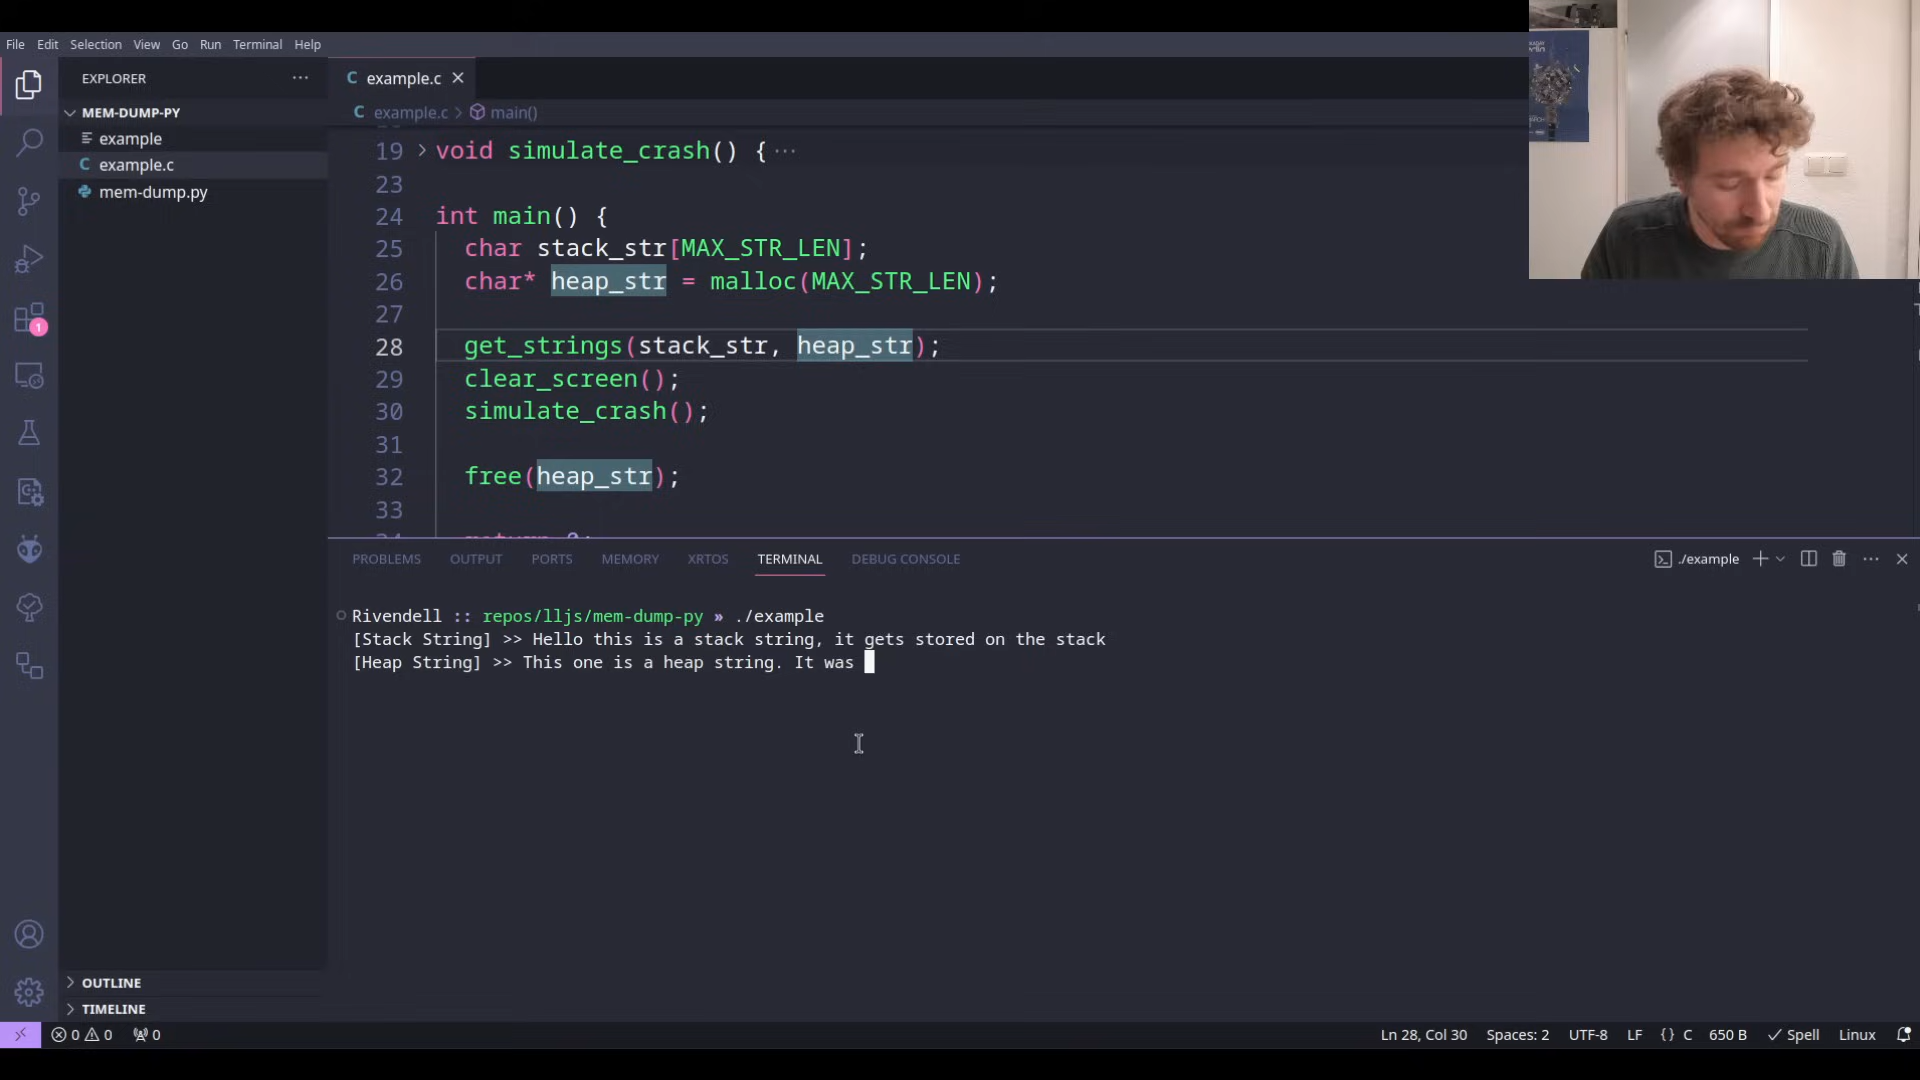 File Edit Selection View Go Run Terminal Help
EXPLORER
MEM-DUMP-PY
example
example.c
mem-dump.py
1
OUTLINE
TIMELINE
example.c
example.c > main()
19 void simulate_crash() { ···
23
24 int main() {
25 char stack_str[MAX_STR_LEN];
26 char* heap_str = malloc(MAX_STR_LEN);
27
28 get_strings(stack_str, heap_str);
29 clear_screen();
30 simulate_crash();
31
32 free(heap_str);
33
PROBLEMS OUTPUT PORTS MEMORY XRTOS TERMINAL DEBUG CONSOLE
./example
Rivendell :: repos/lljs/mem-dump-py » ./example
[Stack String] >> Hello this is a stack string, it gets stored on the stack
[Heap String] >> This one is a heap string. It was
0 0 0
Ln 28, Col 30 Spaces: 2 UTF-8 LF {} C 650 B Spell Linux